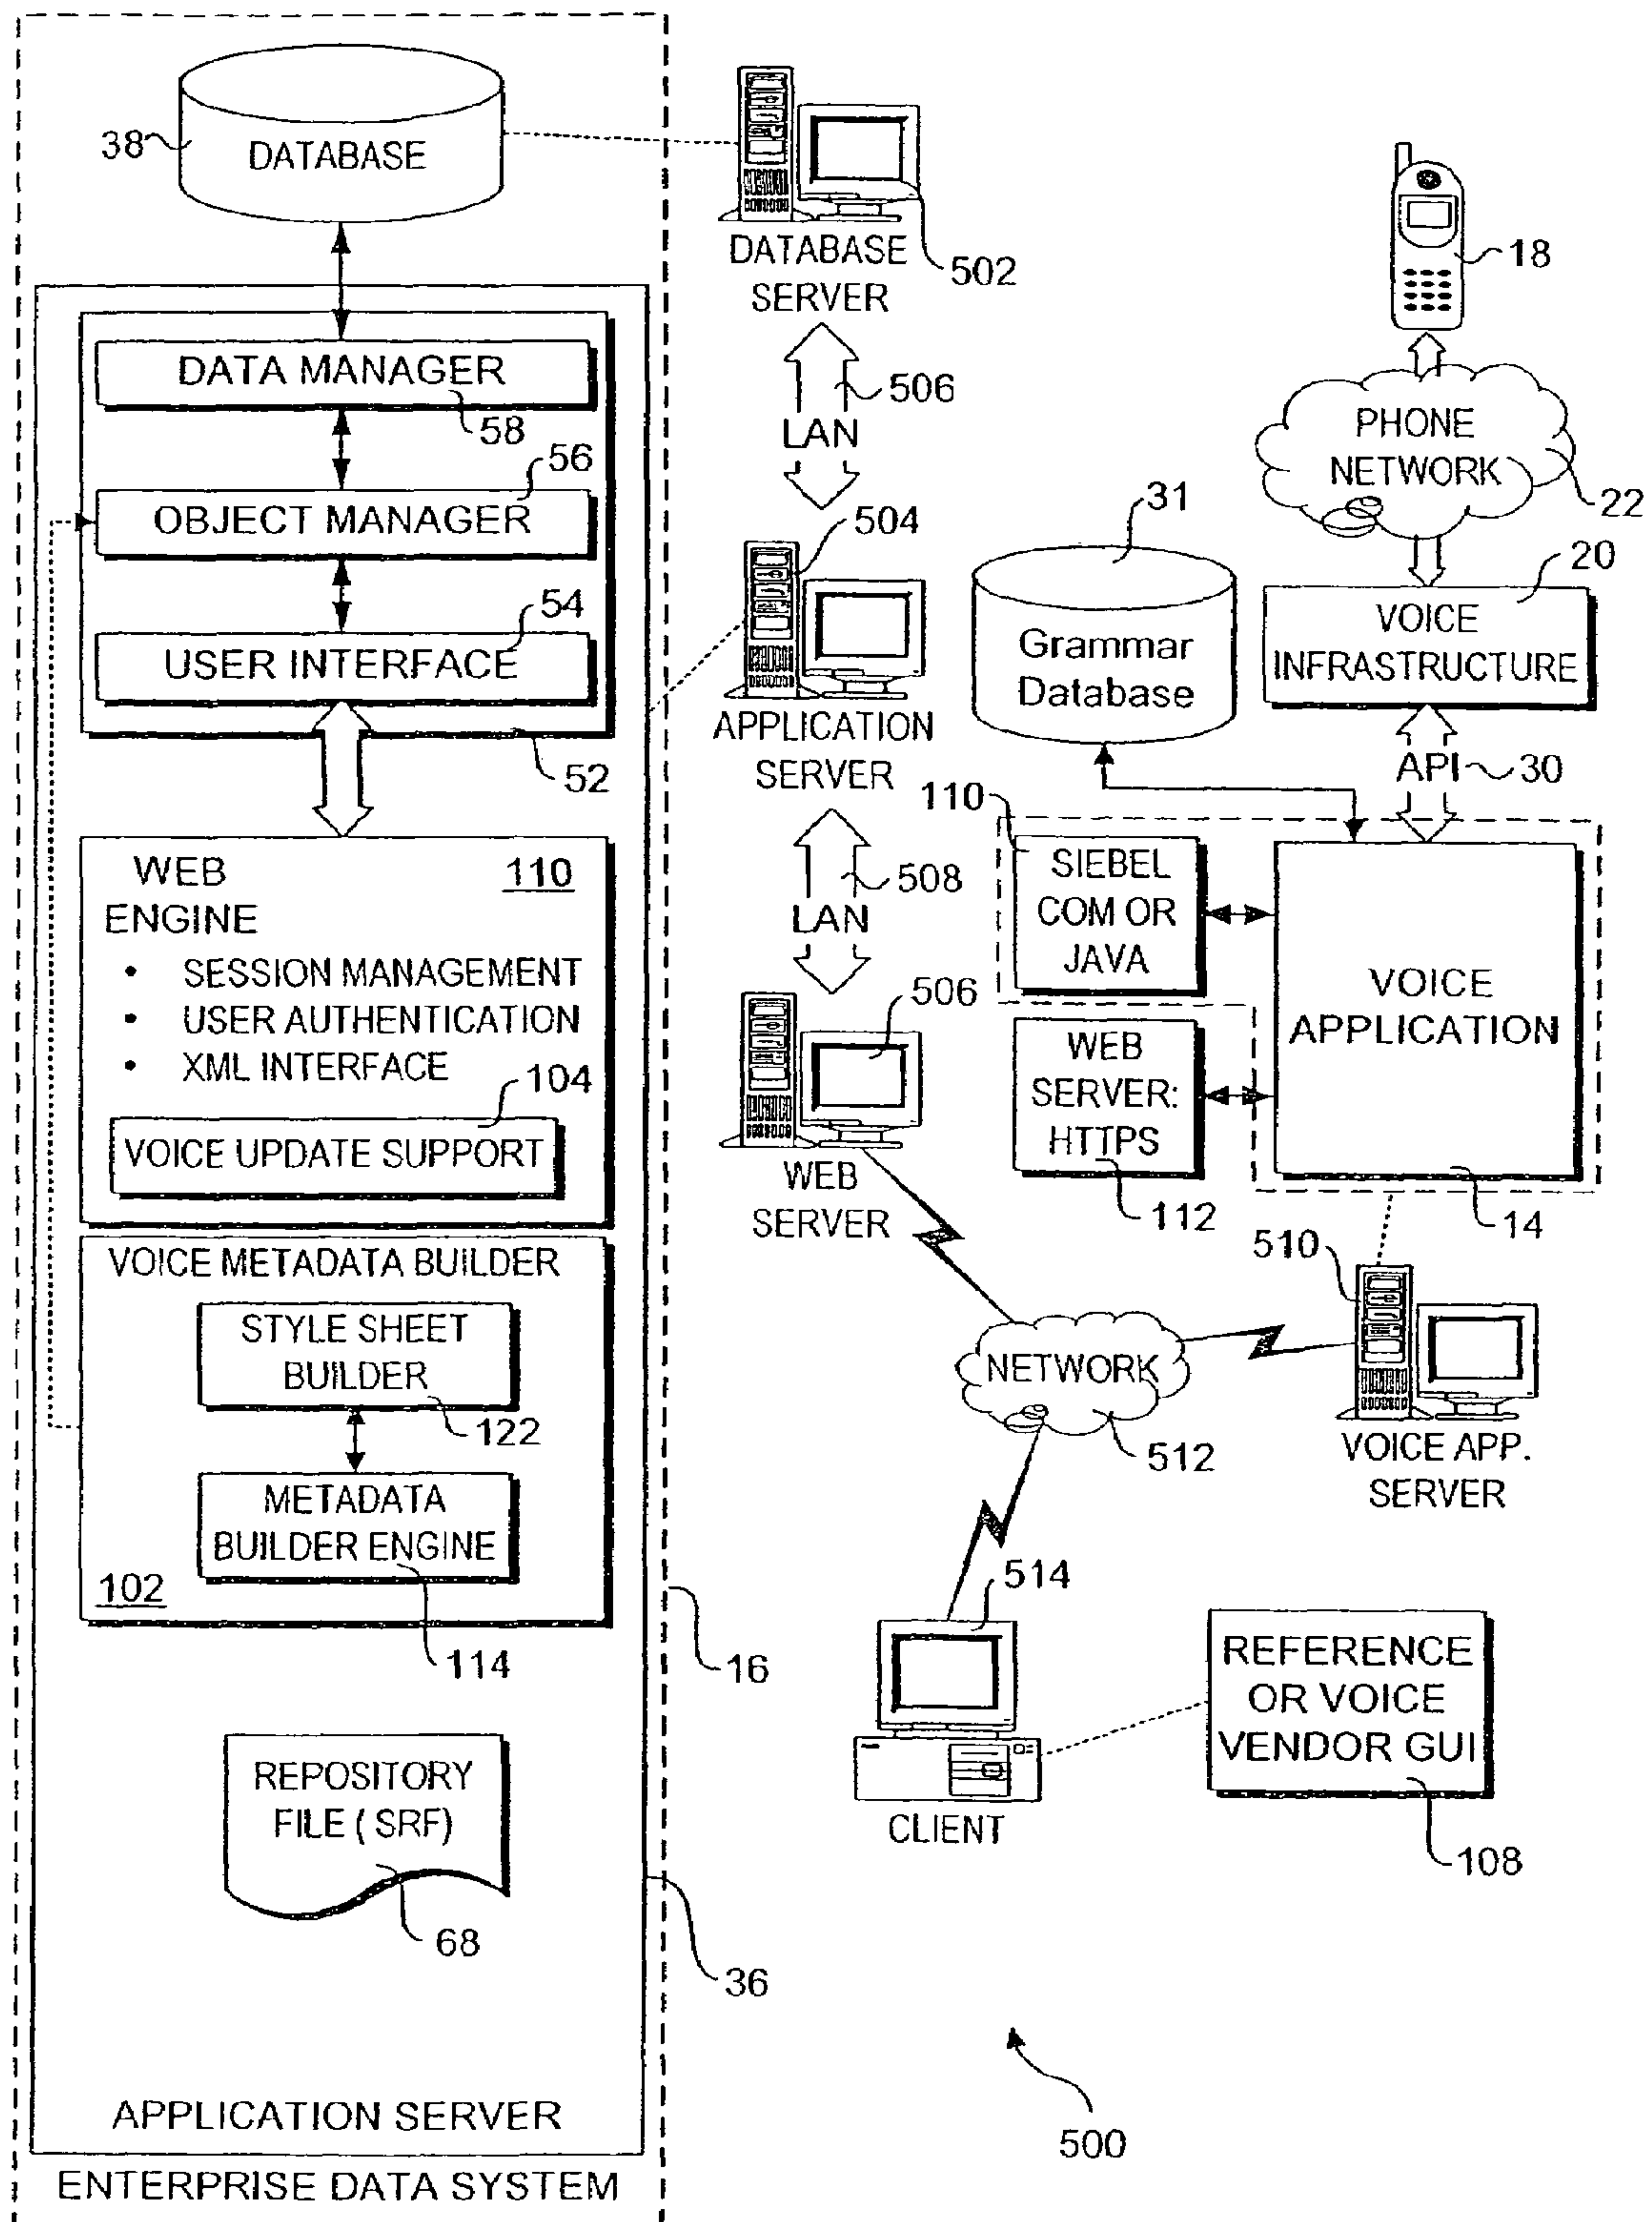 38
DATABASE
DATABASE
SERVER
502
18
DATA MANAGER
58
506
LAN
PHONE
NETWORK
22
56
OBJECT MANAGER
504
31
20
54
USER INTERFACE
52
APPLICATION
SERVER
Grammar
Database
VOICE
INFRASTRUCTURE
API
30
WEB
ENGINE
110
• SESSION MANAGEMENT
• USER AUTHENTICATION
• XML INTERFACE
104
VOICE UPDATE SUPPORT
508
LAN
506
WEB
SERVER
110
SIEBEL
COM OR
JAVA
WEB
SERVER:
HTTPS
112
VOICE
APPLICATION
14
510
VOICE METADATA BUILDER
STYLE SHEET
BUILDER
122
METADATA
BUILDER ENGINE
102
114
NETWORK
512
VOICE APP.
SERVER
514
16
CLIENT
REFERENCE
OR VOICE
VENDOR GUI
108
REPOSITORY
FILE ( SRF)
68
36
500
APPLICATION SERVER
ENTERPRISE DATA SYSTEM